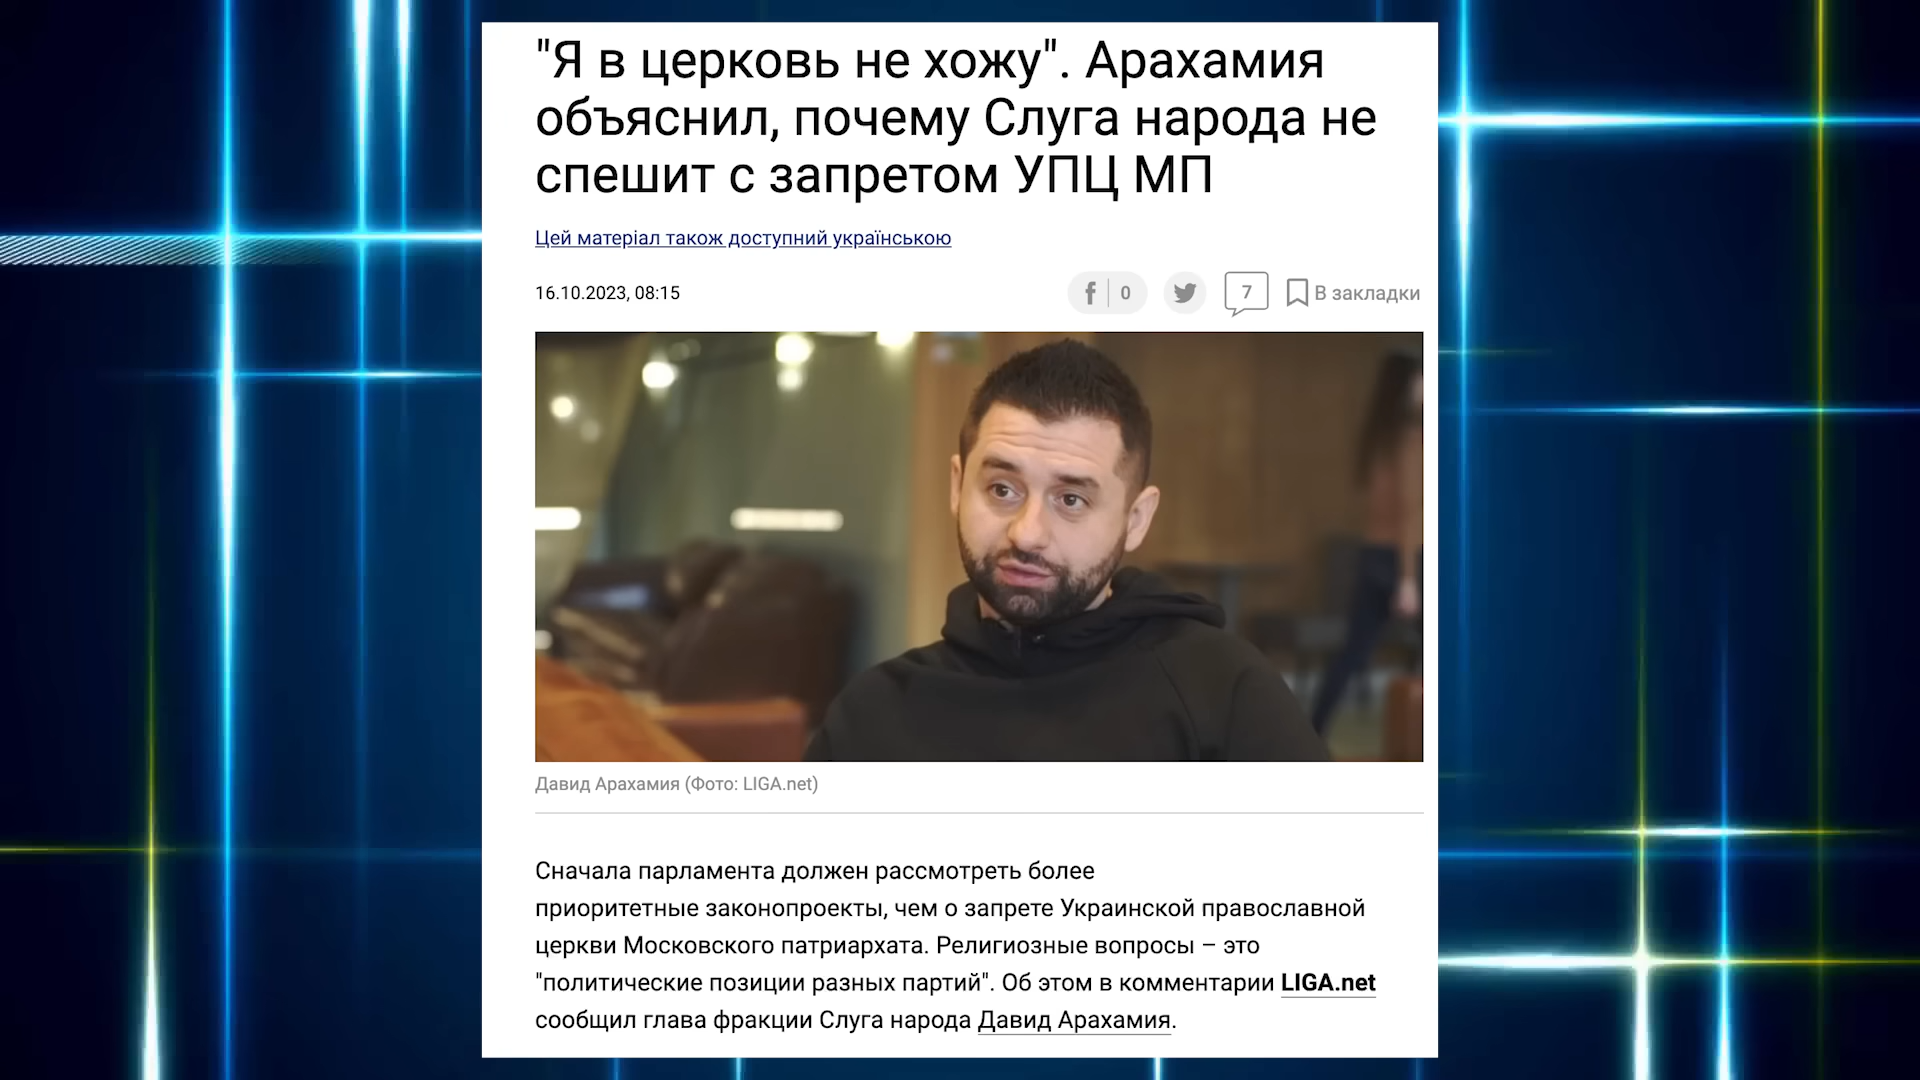 "Я в церковь не хожу". Арахамия
объяснил, почему Слуга народа не
спешит с запретом УПЦ МП
Цей матеріал також доступний українською
16.10.2023, 08:15
f 0
7
В закладки
Давид Арахамия (Фото: LIGA.net)
Сначала парламента должен рассмотреть более
приоритетные законопроекты, чем о запрете Украинской православной
церкви Московского патриархата. Религиозные вопросы – это
"политические позиции разных партий". Об этом в комментарии LIGA.net
сообщил глава фракции Слуга народа Давид Арахамия.